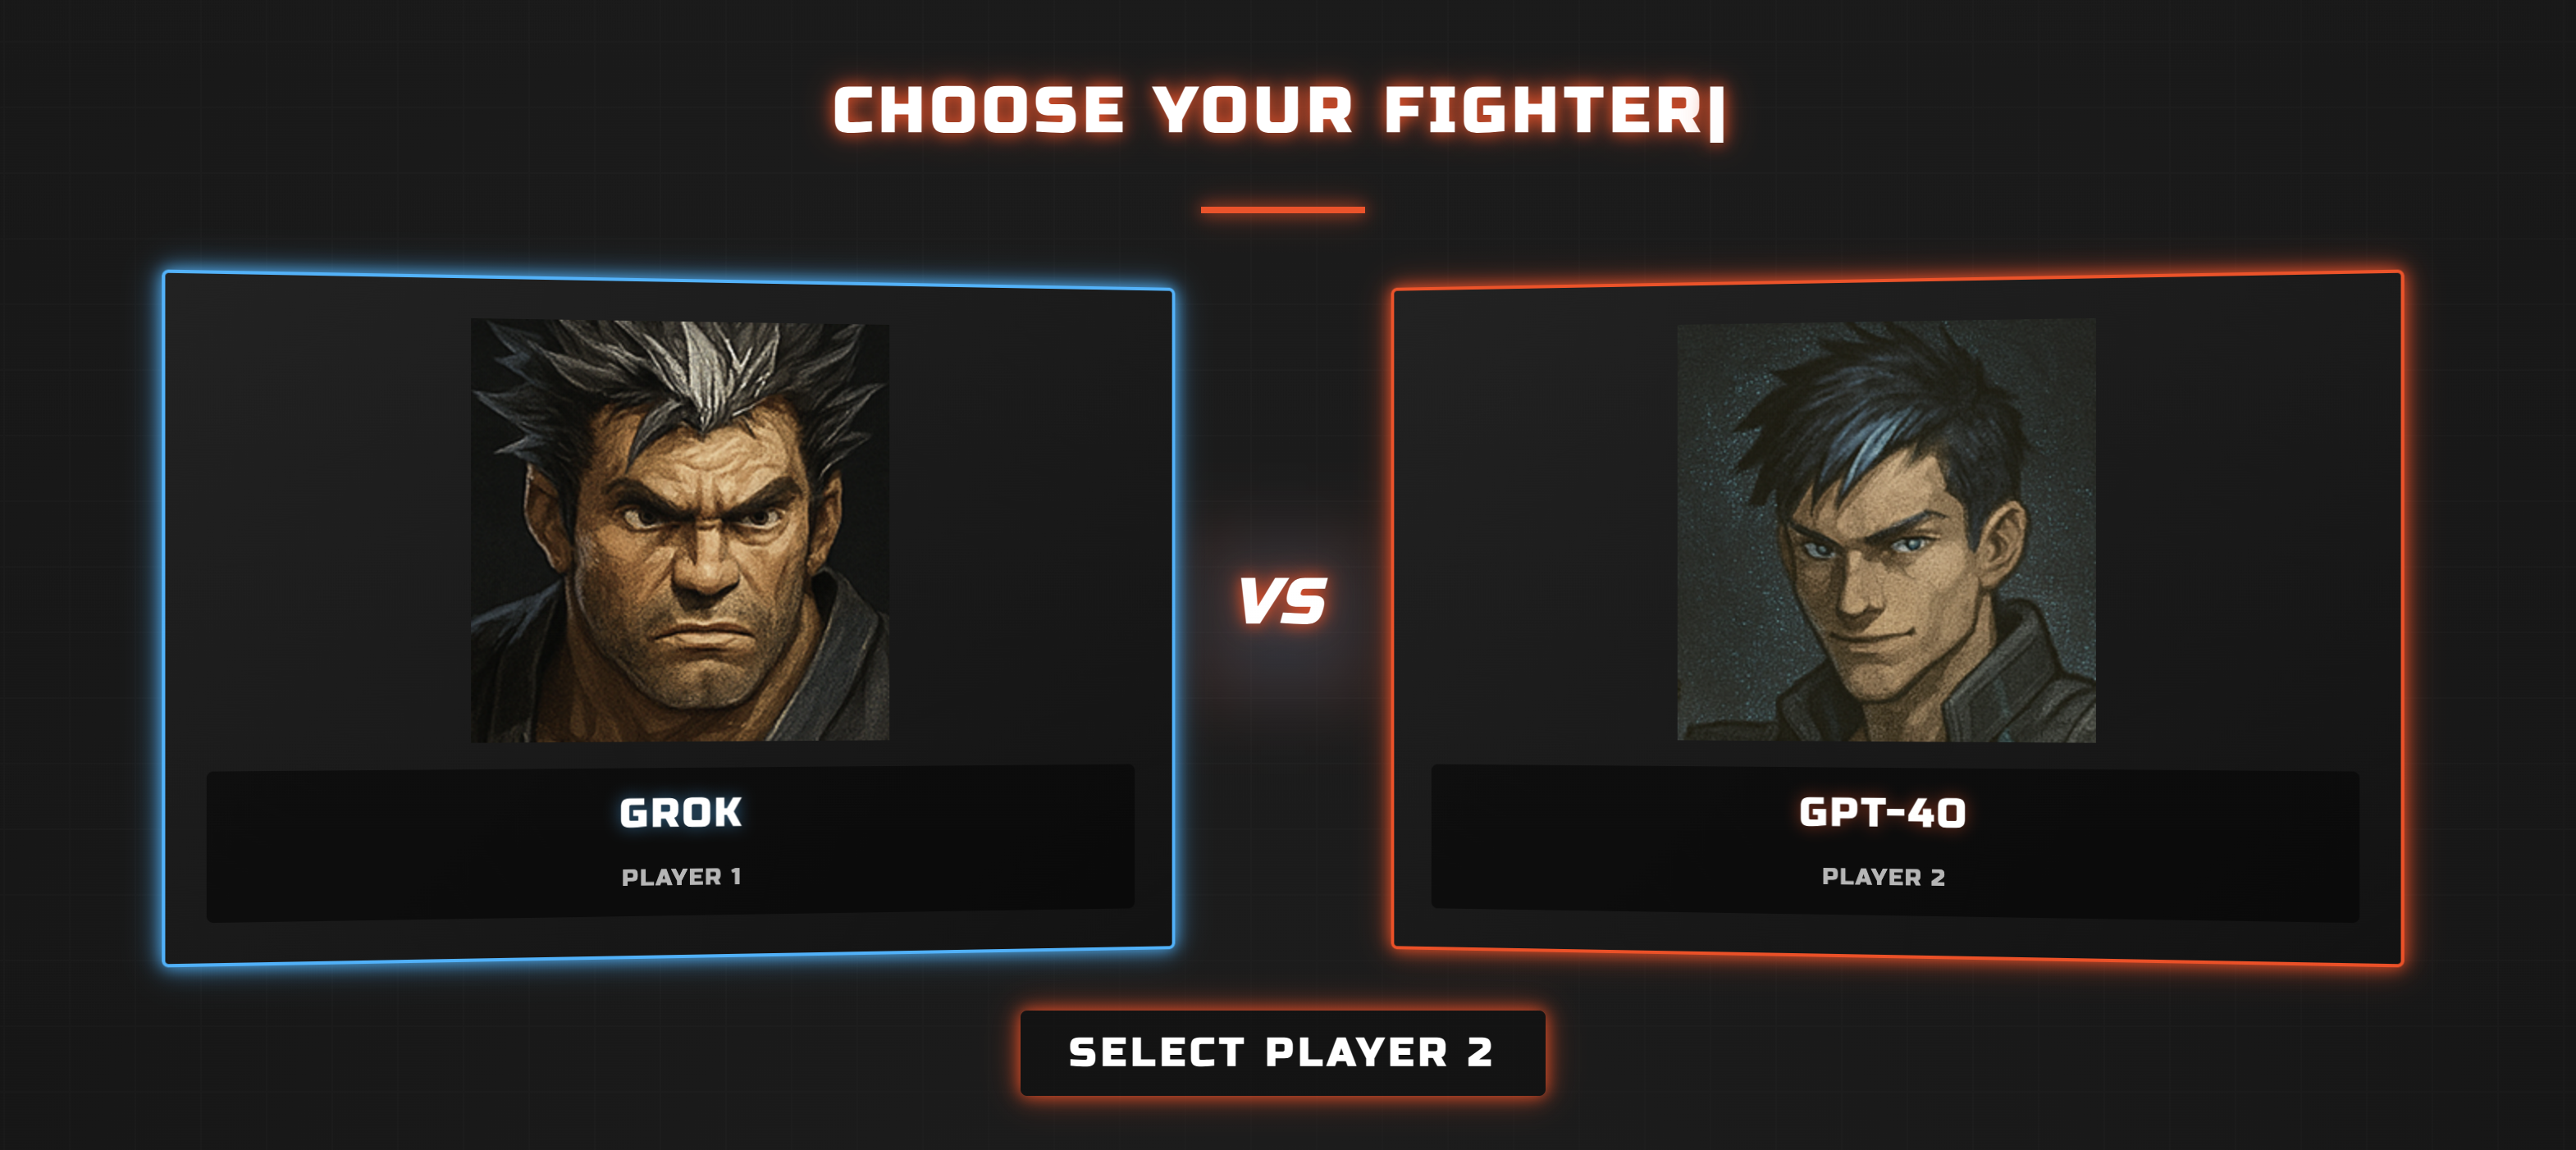 CHOOSE YOUR FIGHTER|
GROK
PLAYER 1
VS
GPT-4O
PLAYER 2
SELECT PLAYER 2